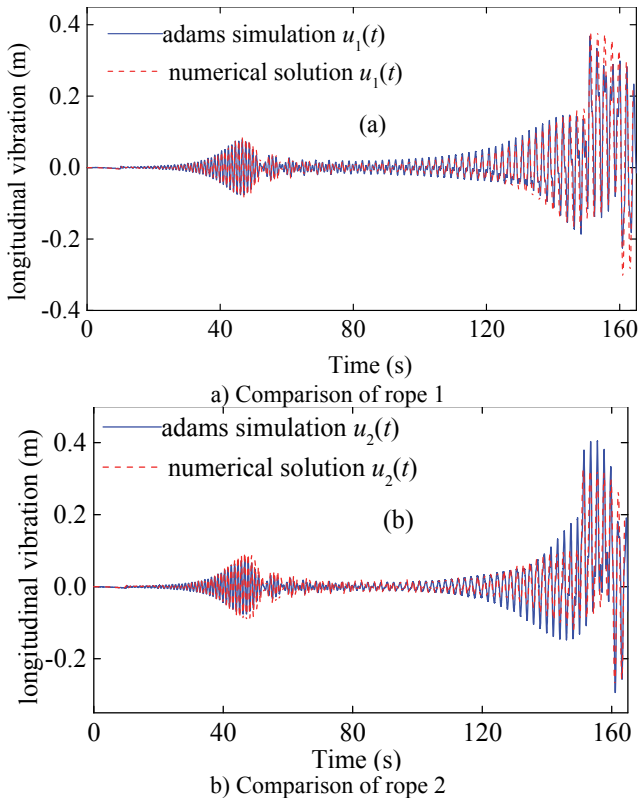 adams simulation u₁(t)
numerical solution u₁(t)
(a)
longitudinal vibration (m)
0.4
0.2
0.0
-0.2
-0.4
0 40 80 120 160
Time (s)
a) Comparison of rope 1
adams simulation u₂(t)
numerical solution u₂(t)
(b)
longitudinal vibration (m)
0.4
0.2
0.0
-0.2
0 40 80 120 160
Time (s)
b) Comparison of rope 2